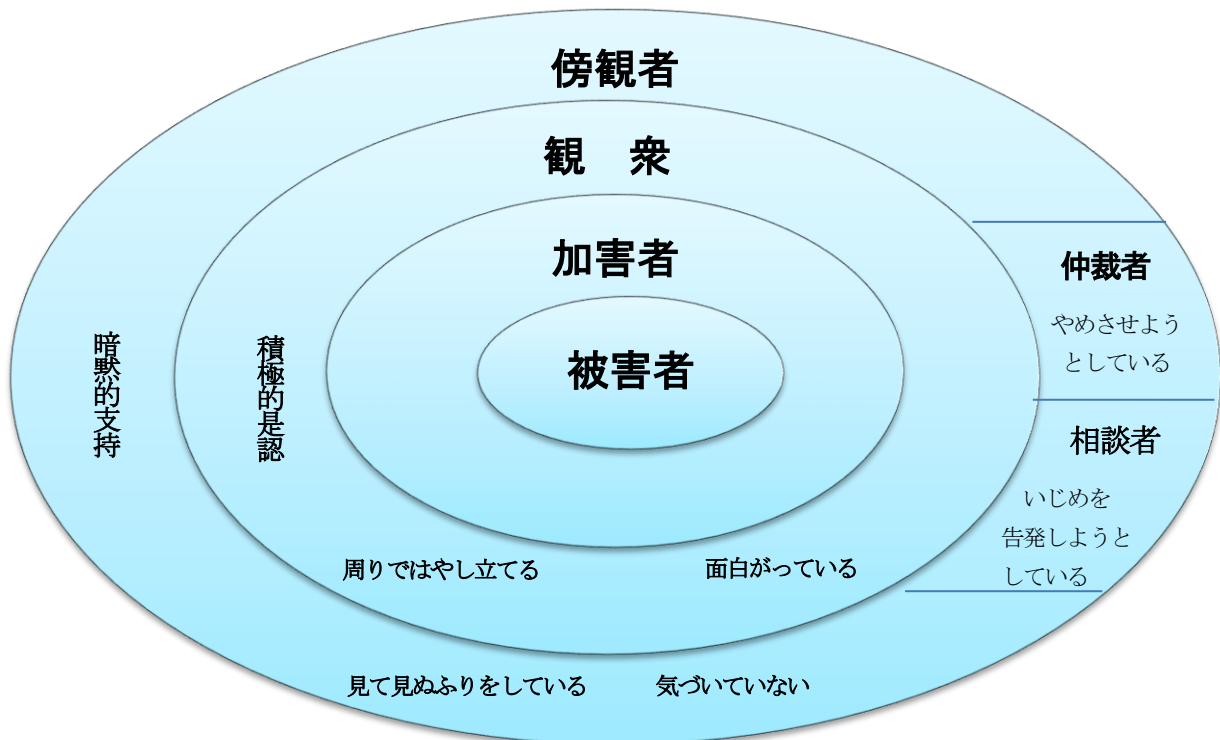 傍観者
観　衆
加害者
被害者
暗黙的支持
積極的是認
仲裁者
やめさせよう
としている
相談者
いじめを
告発しようと
している
周りではやし立てる
面白がっている
見て見ぬふりをしている
気づいていない